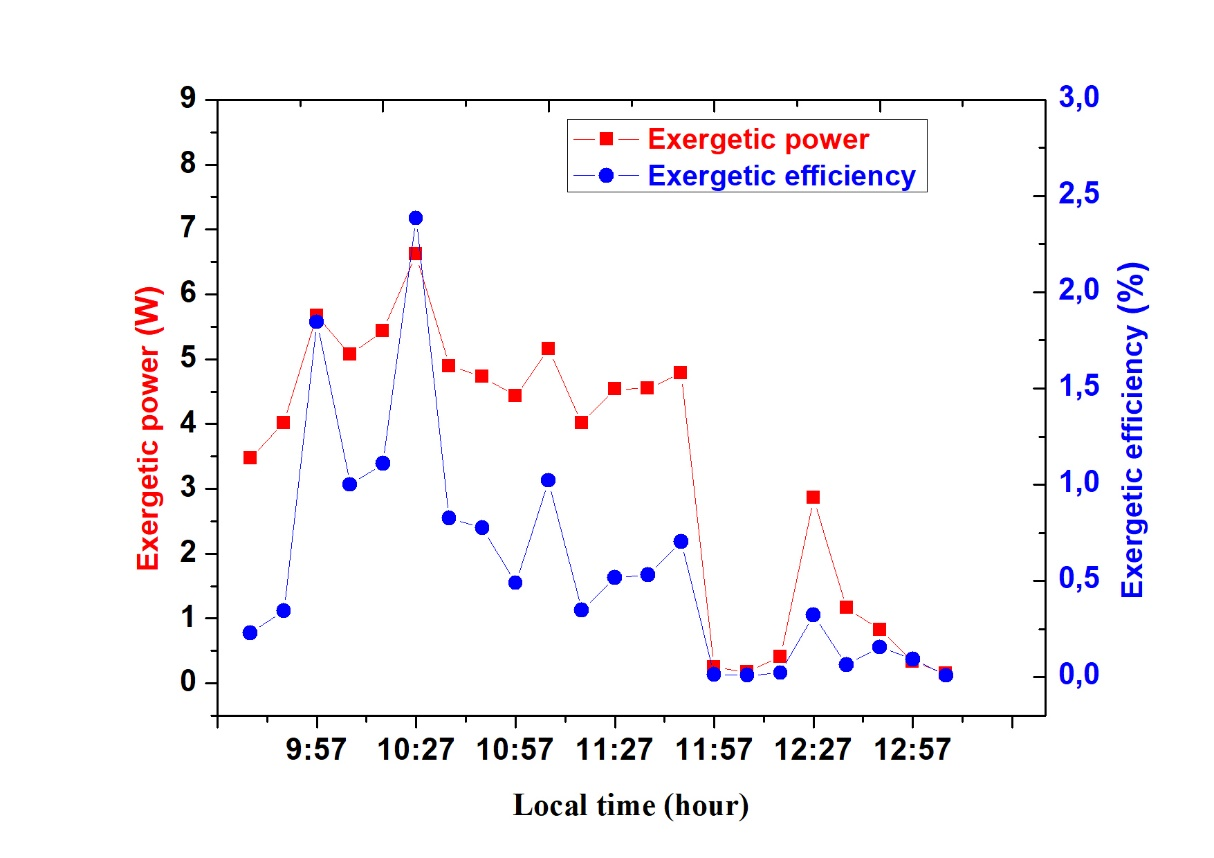 Exergetic power
Exergetic efficiency
Exergetic power (W)
9
8
7
6
5
4
3
2
1
0
3,0
2,5
2,0
1,5
1,0
0,5
0,0
Exergetic efficiency (%)
9:57 10:27 10:57 11:27 11:57 12:27 12:57
Local time (hour)